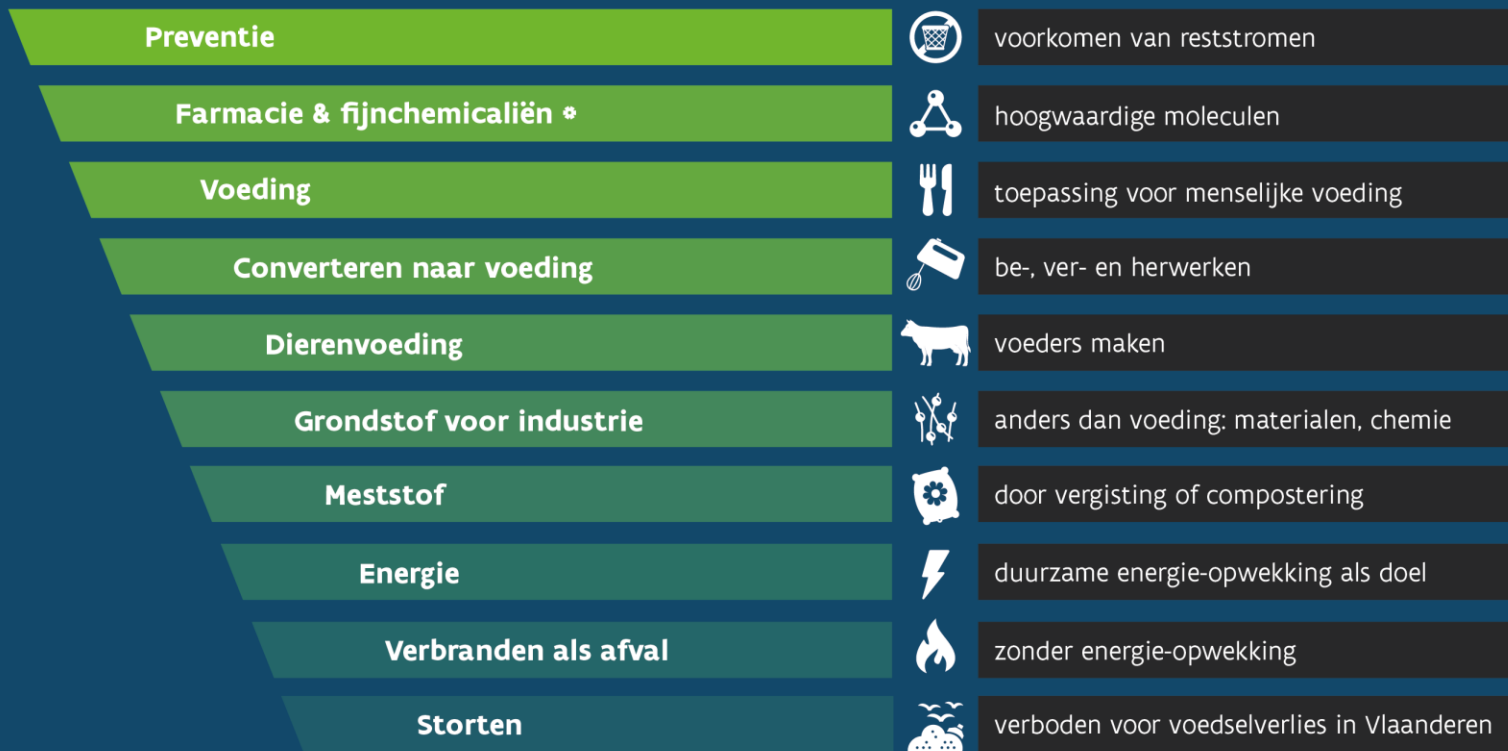 Preventie
voorkomen van reststromen
Farmacie & fijnchemicaliën *
hoogwaardige moleculen
Voeding
toepassing voor menselijke voeding
Converteren naar voeding
be-, ver- en herwerken
Dierenvoeding
voeders maken
Grondstof voor industrie
anders dan voeding: materialen, chemie
Meststof
door vergisting of compostering
Energie
duurzame energie-opwekking als doel
Verbranden als afval
zonder energie-opwekking
Storten
verboden voor voedselverlies in Vlaanderen